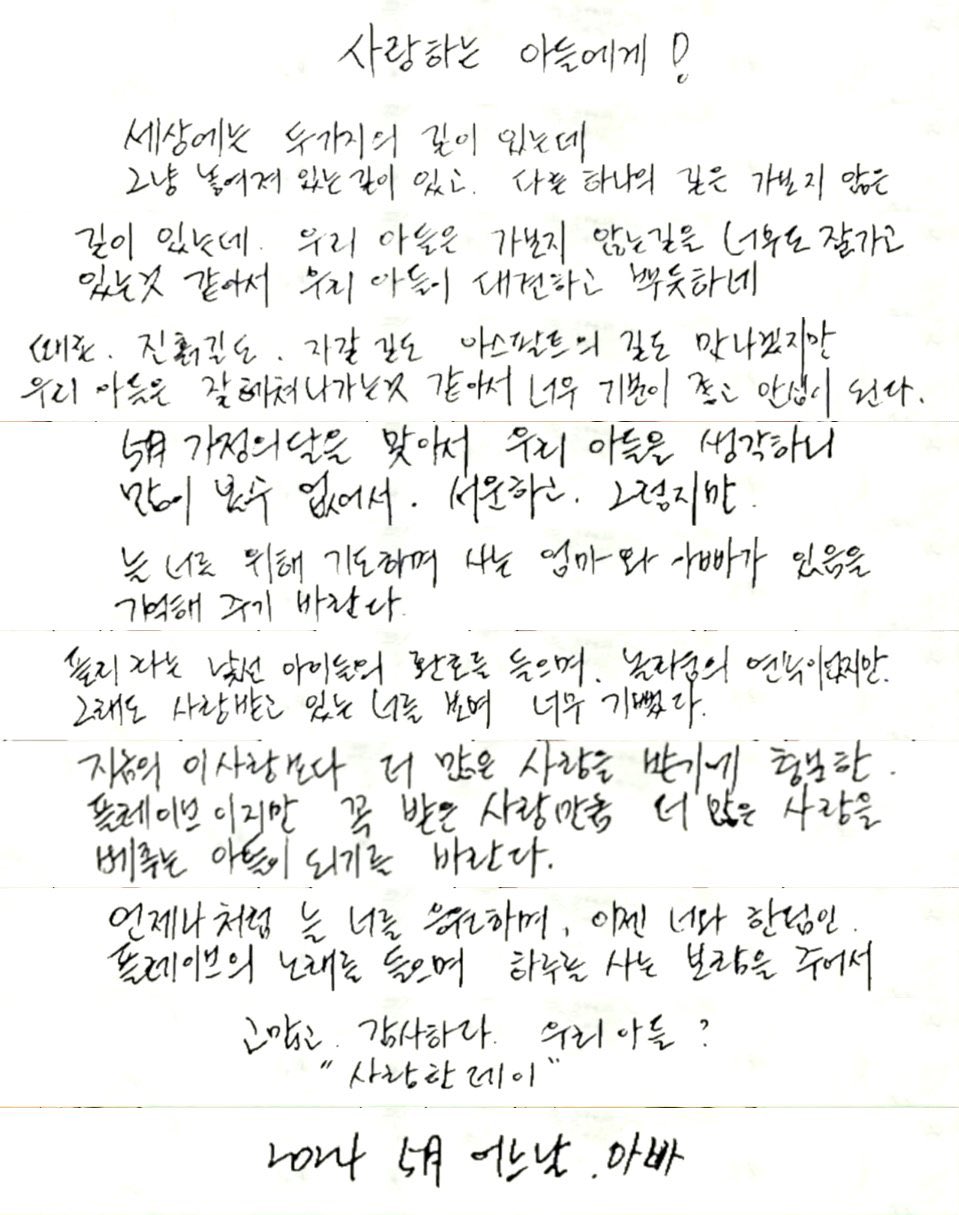 사랑하는 아들에게!
세상에는 두가지의 길이 있는데
그냥 놓여져 있는길이 있고. 다른 하나의 길은 가보지 않은
길이 있는데. 우리 아들은 가보지 않는길을 너무도 잘가고
있는것 같아서 우리 아들이 대견하고 뿌듯하네
때론. 진흙길도. 자갈길도 아스팔트의 길도 만나겠지만
우리 아들은 잘 헤쳐나가는것 같아서 너무 기분이 좋고 안심이 된다.
5月 가정의달을 맞아서 우리 아들을 생각하니
많이 볼수 없어서. 서운하고. 그렇지만.
늘 너를 위해 기도하며 사는 엄마와 아빠가 있음을
기억해 주기 바란다.
플리라는 낯선 아이들의 환호를 들으며. 놀라움의 연속이였지만.
그래도 사랑받고 있는 너를 보며 너무 기뻤다.
지금의 이사랑보다 더 많은 사랑을 받기에 충분한.
플레이브이지만 꼭 받은 사랑만큼 더 많은 사랑을
베푸는 아들이 되기를 바란다.
언제나처럼 늘 너를 응원하며, 이젠 너와 한팀인.
플레이브의 노래를 들으며 하루를 사는 보람을 주어서
고맙고. 감사하다. 우리아들?
"사랑한데이"
2024 5月 어느날. 아빠